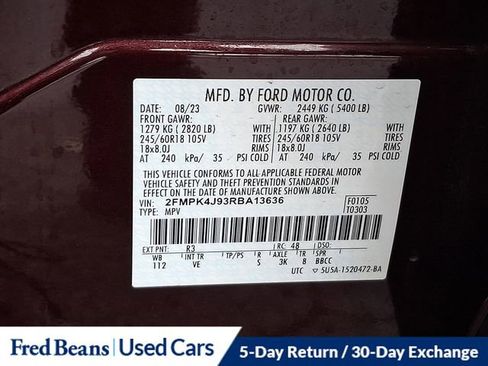 MFD. BY FORD MOTOR CO.
DATE: 08/23 GVWR: 2449 KG ( 5400 LB)
FRONT GAWR: REAR GAWR:
1279 KG ( 2820 LB) WITH 1197 KG ( 2640 LB) WITH
245/60R18 105V TIRES 245/60R18 105V TIRES
18x8.0J RIMS 18x8.0J RIMS
AT 240 kPa/ 35 PSI COLD AT 240 kPa/ 35 PSI COLD
THIS VEHICLE CONFORMS TO ALL APPLICABLE FEDERAL MOTOR
VEHICLE SAFETY AND THEFT PREVENTION STANDARDS IN
EFFECT ON THE DATE OF MANUFACTURE SHOWN ABOVE.
VIN: 2FMPK4J93RBA13636 F0105
TYPE: MPV T0303
EXT PNT: R3 RC: 48 DSO:
WB INT TR TP/PS R AXLE TR SPR
112 VE S 3K 8 BBCC
UTC 5U5A-1520472-BA
Fred Beans Used Cars 5-Day Return / 30-Day Exchange